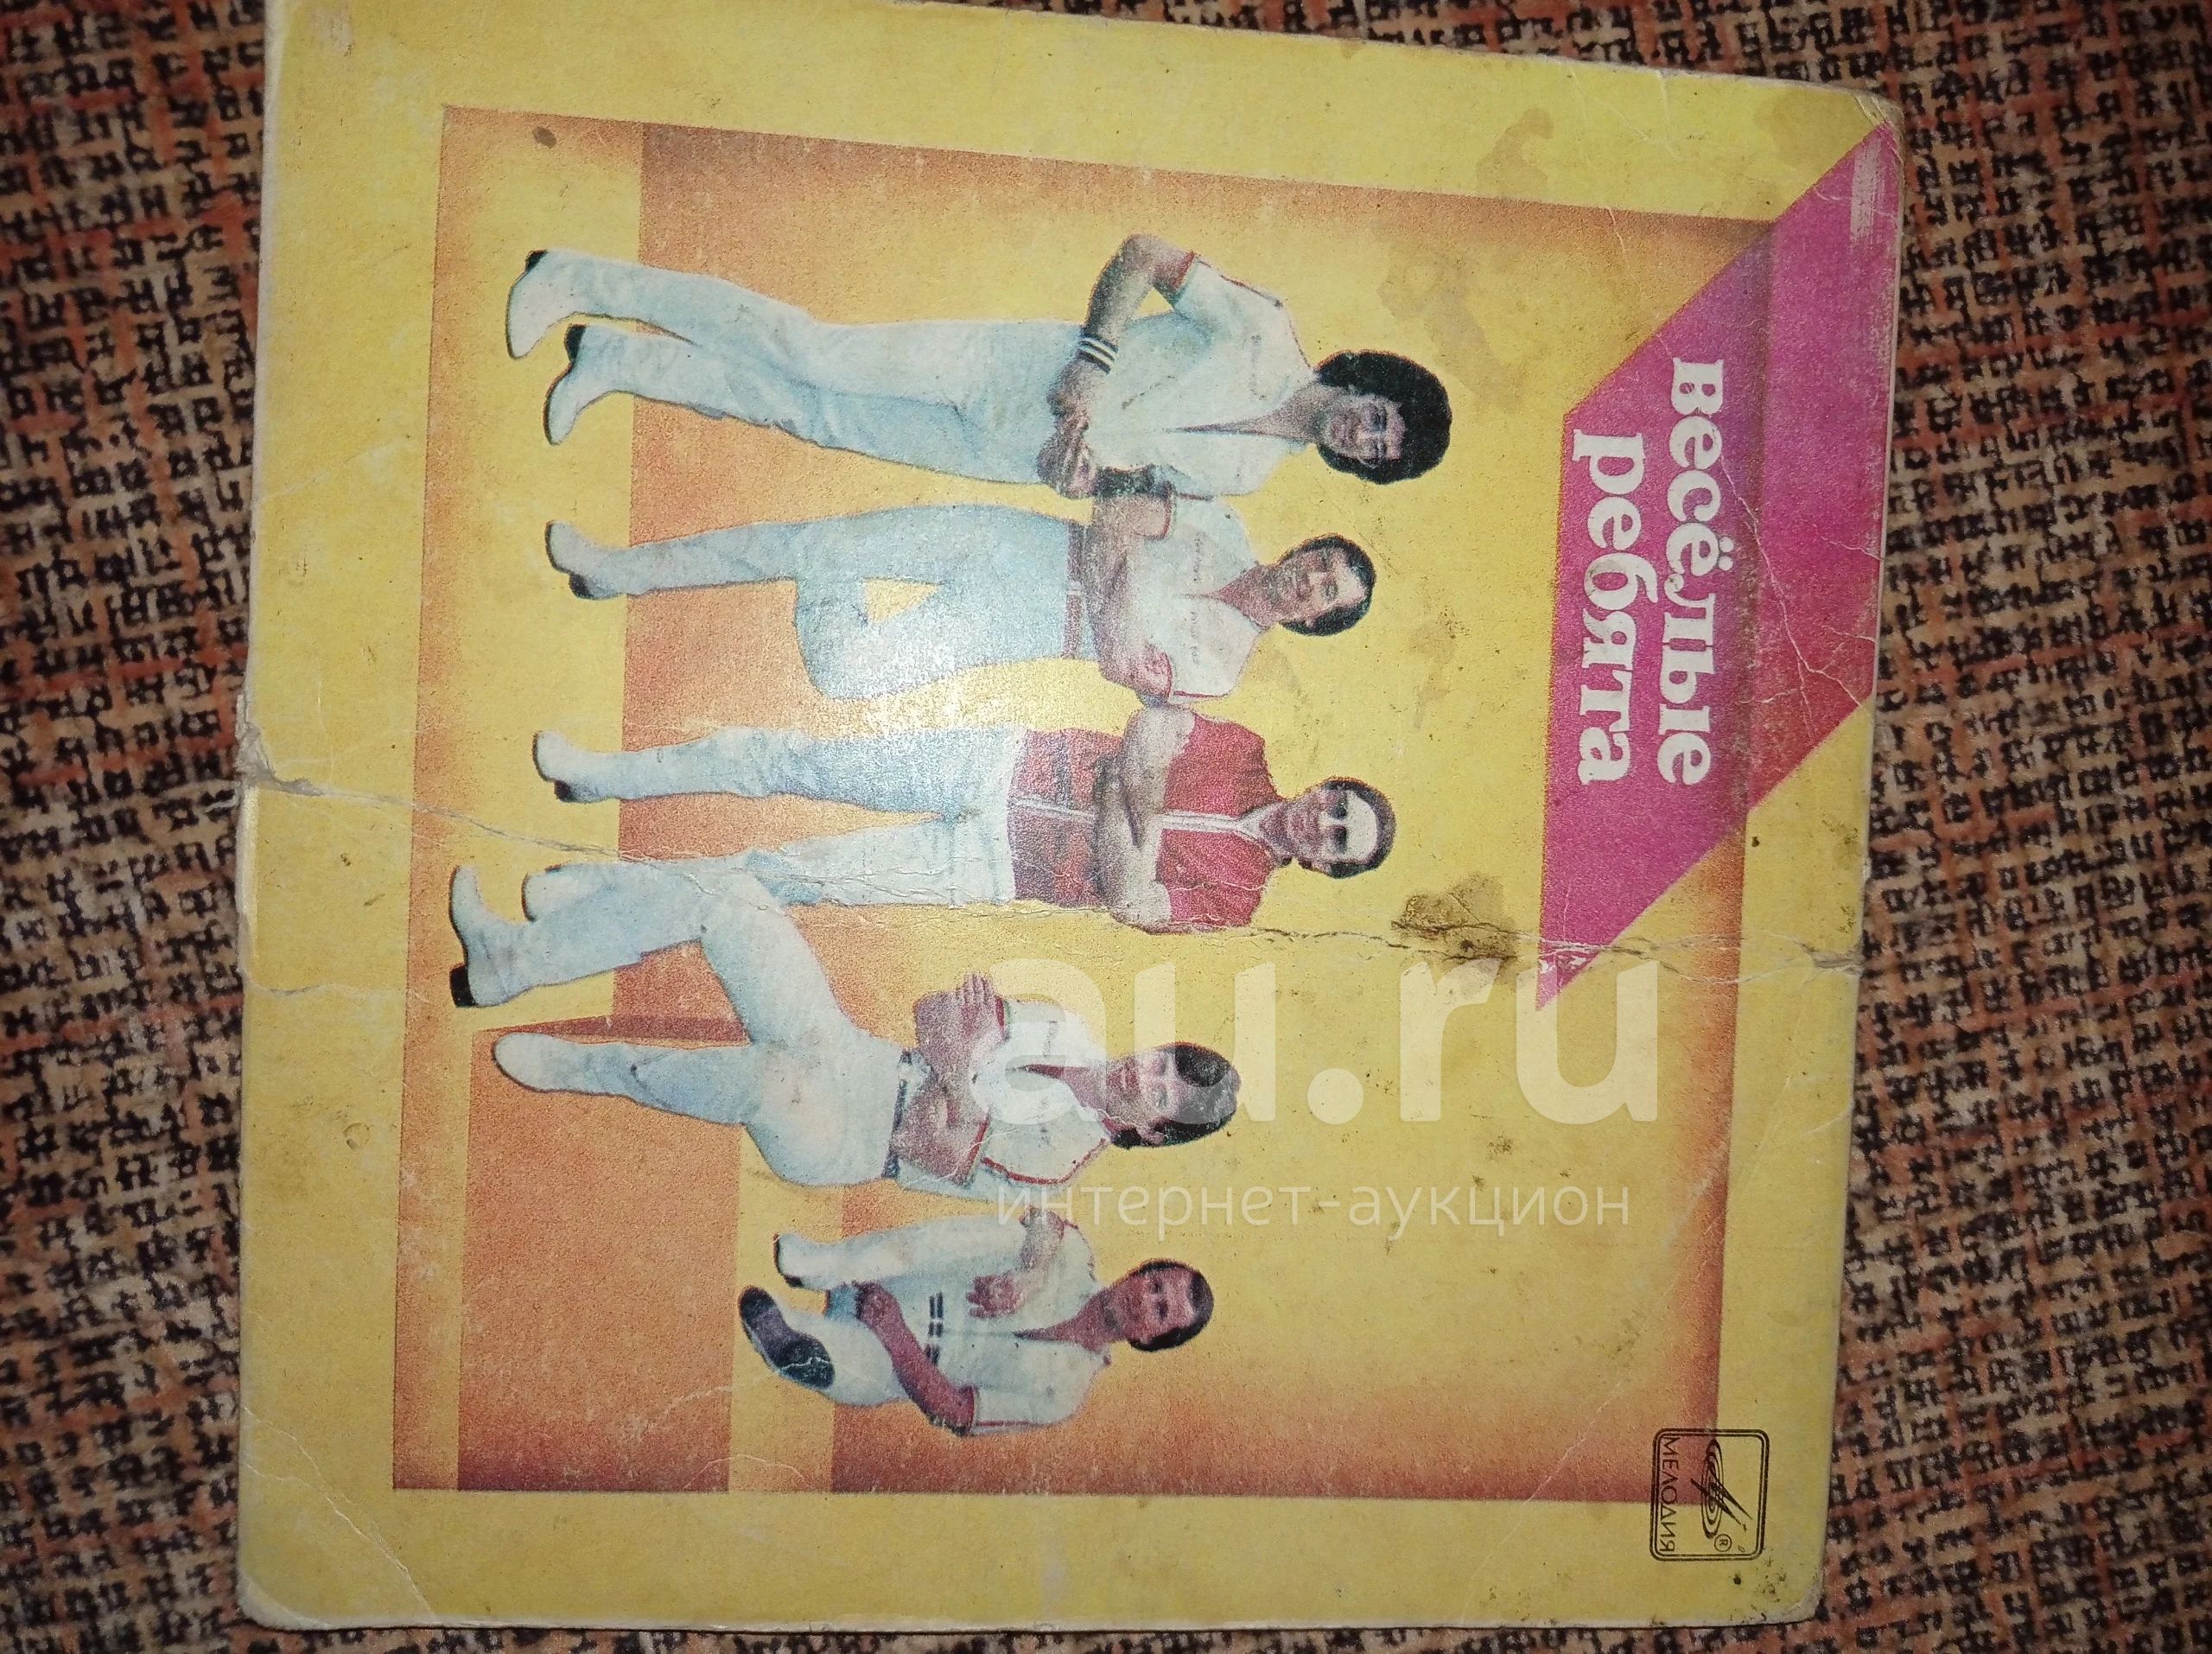 весёлые
ребята
МЕЛОДИЯ
®
au.ru
интернет-аукцион